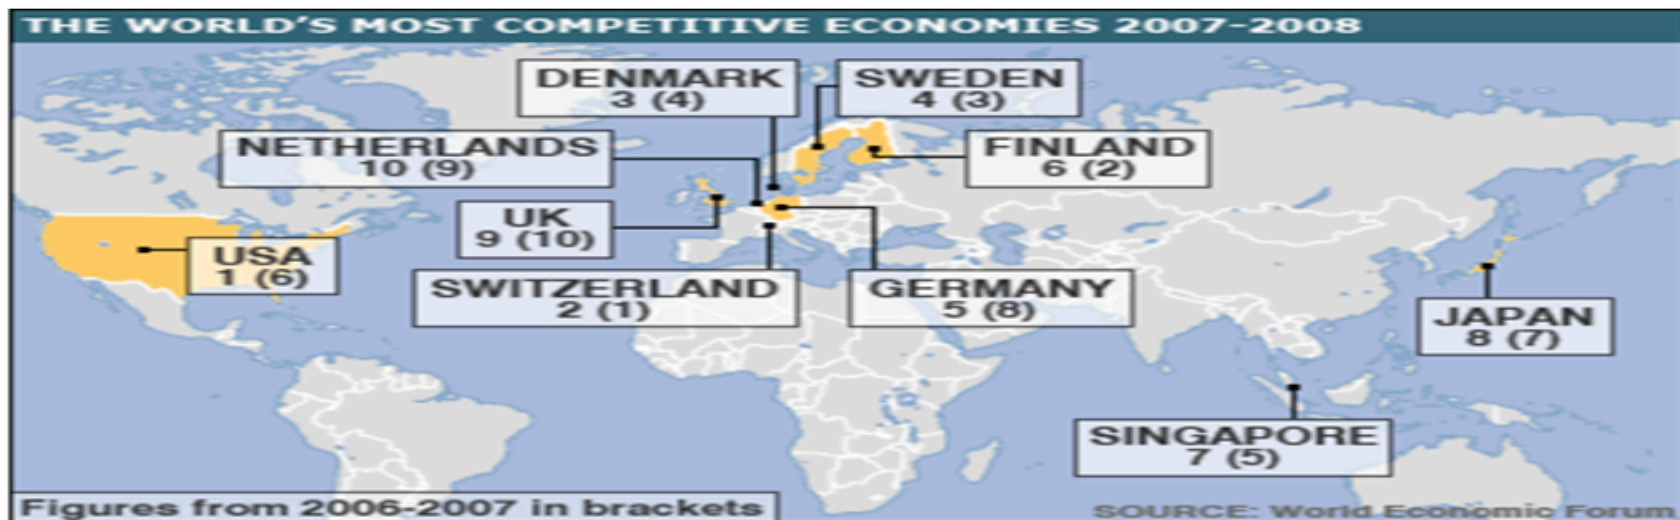 THE WORLD'S MOST COMPETITIVE ECONOMIES 2007-2008
DENMARK
3 (4)
SWEDEN
4 (3)
NETHERLANDS
10 (9)
FINLAND
6 (2)
UK
9 (10)
USA
1 (6)
SWITZERLAND
2 (1)
GERMANY
5 (8)
JAPAN
8 (7)
SINGAPORE
7 (5)
Figures from 2006-2007 in brackets
SOURCE: World Economic Forum